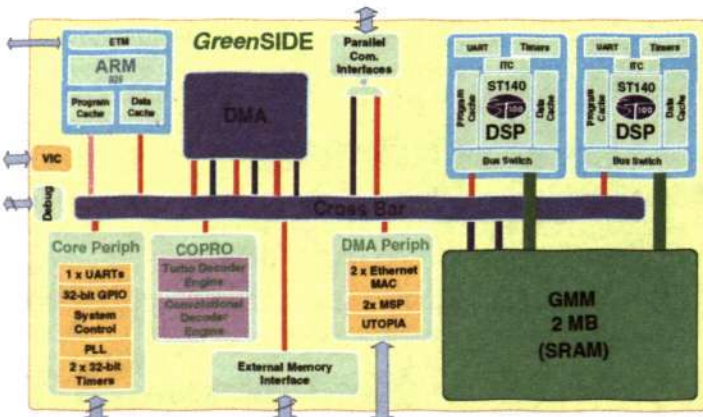 GreenSIDE
ETM
ARM
926
Program
Cache
Data
Cache
DMA
Parallel
Com.
Interfaces
UART
Timers
ITC
Program
Cache
ST140
ST100
DSP
Data
Cache
Bus Switch
UART
Timers
ITC
Program
Cache
ST140
ST100
DSP
Data
Cache
Bus Switch
VIC
Debug
Cross Bar
Core Periph
1 x UARTs
32-bit GPIO
System
Control
PLL
2 x 32-bit
Timers
COPRO
Turbo Decoder
Engine
Convolutional
Decoder
Engine
External Memory
Interface
DMA Periph
2 x Ethernet
MAC
2x MSP
UTOPIA
GMM
2 MB
(SRAM)